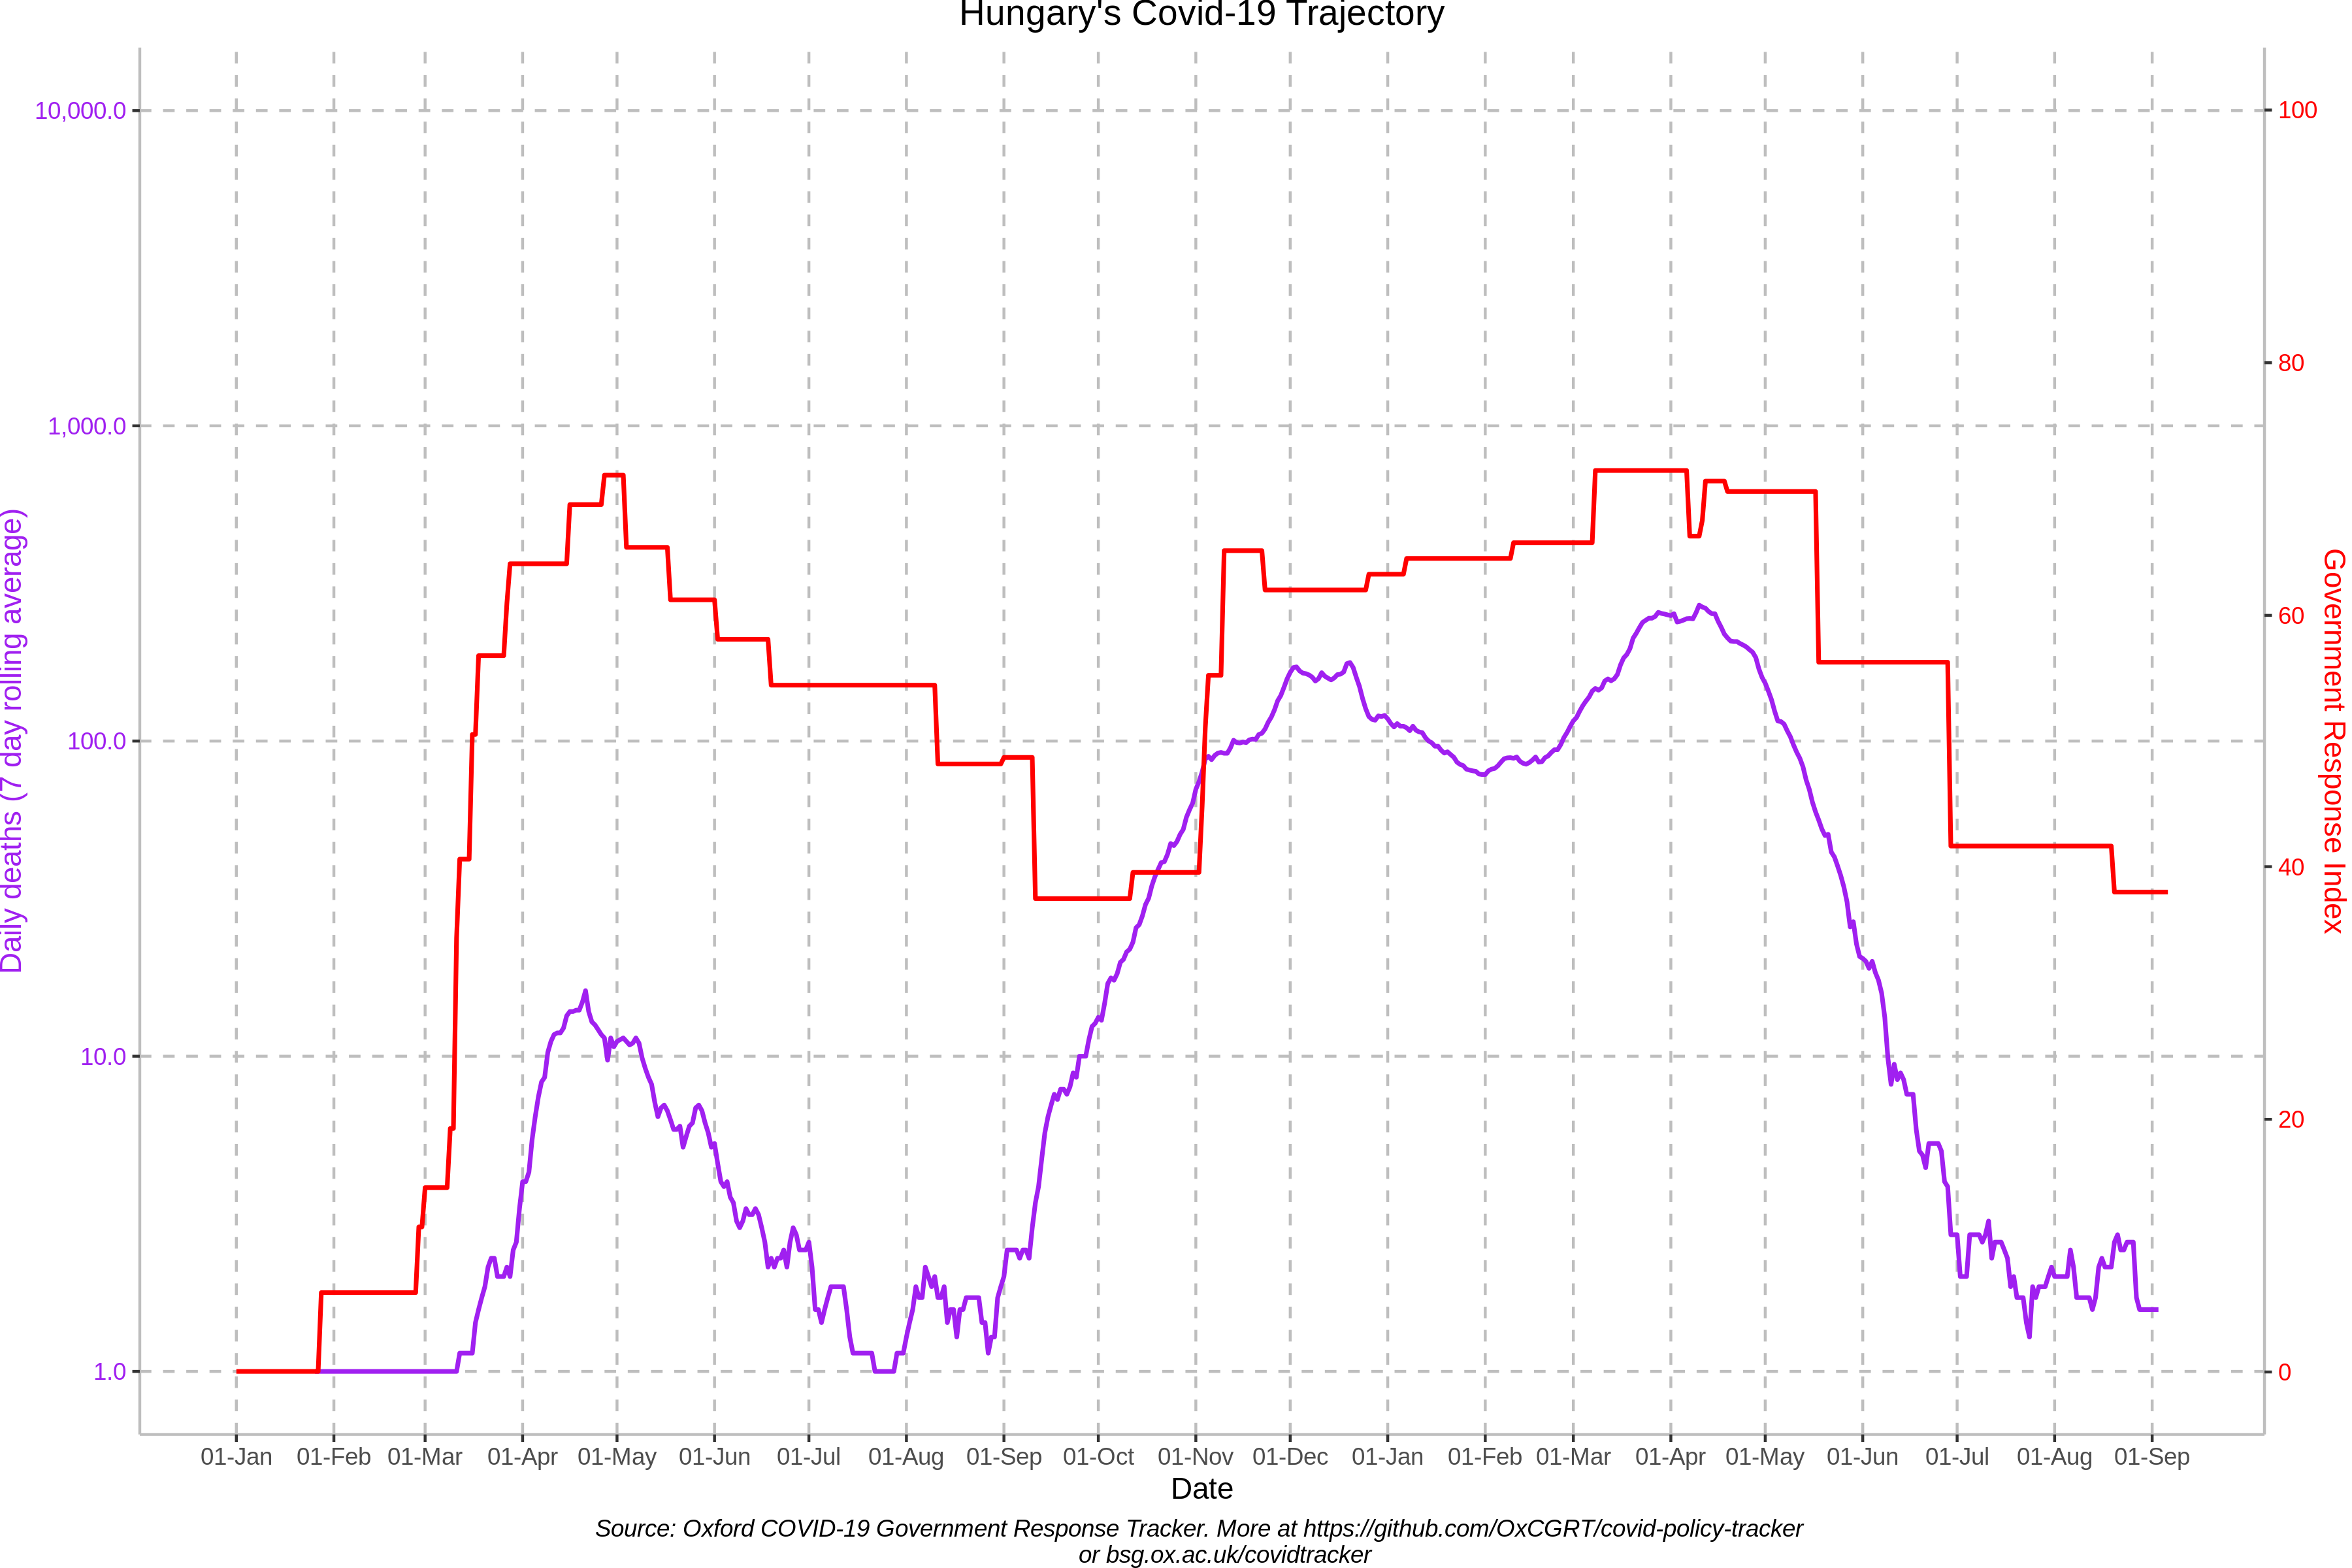 Hungary's Covid-19 Trajectory
10,000.0
1,000.0
100.0
10.0
1.0
Daily deaths (7 day rolling average)
100
80
60
40
20
0
Government Response Index
01-Jan 01-Feb 01-Mar 01-Apr 01-May 01-Jun 01-Jul 01-Aug 01-Sep 01-Oct 01-Nov 01-Dec 01-Jan 01-Feb 01-Mar 01-Apr 01-May 01-Jun 01-Jul 01-Aug 01-Sep
Date
Source: Oxford COVID-19 Government Response Tracker. More at https://github.com/OxCGRT/covid-policy-tracker
or bsg.ox.ac.uk/covidtracker